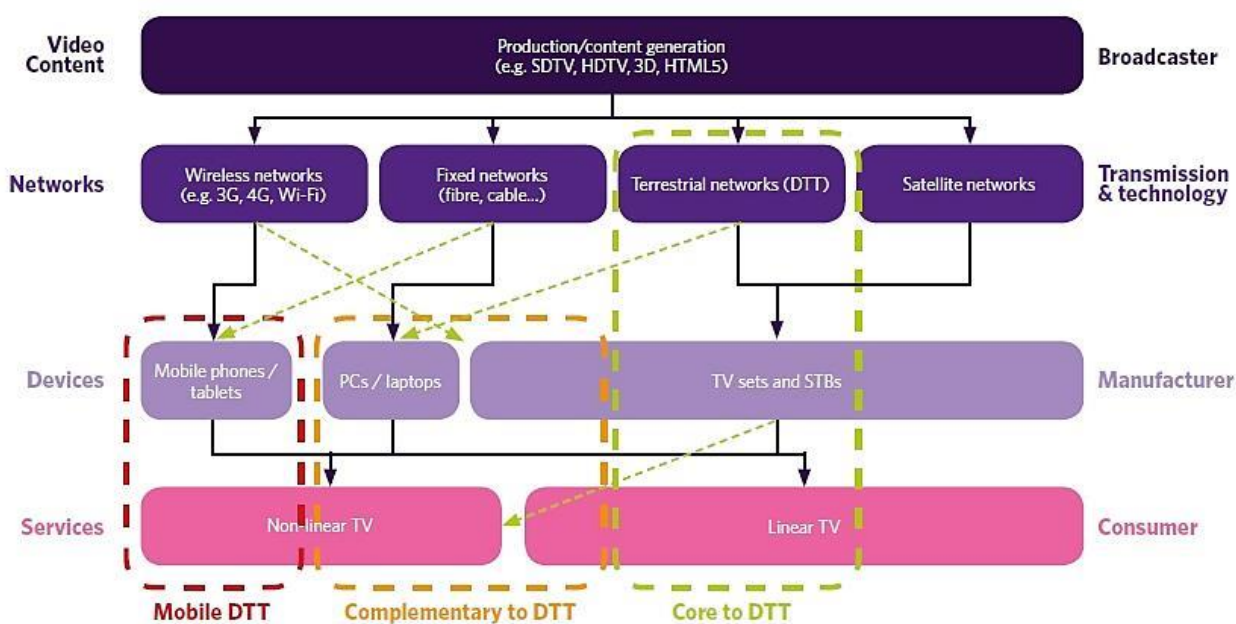 Video
Content
Production/content generation
(e.g. SDTV, HDTV, 3D, HTML5)
Broadcaster
Networks
Wireless networks
(e.g. 3G, 4G, Wi-Fi)
Fixed networks
(fibre, cable...)
Terrestrial networks (DTT)
Satellite networks
Transmission
& technology
Devices
Mobile phones /
tablets
PCs / laptops
TV sets and STBs
Manufacturer
Services
Non-linear TV
Linear TV
Consumer
Mobile DTT
Complementary to DTT
Core to DTT